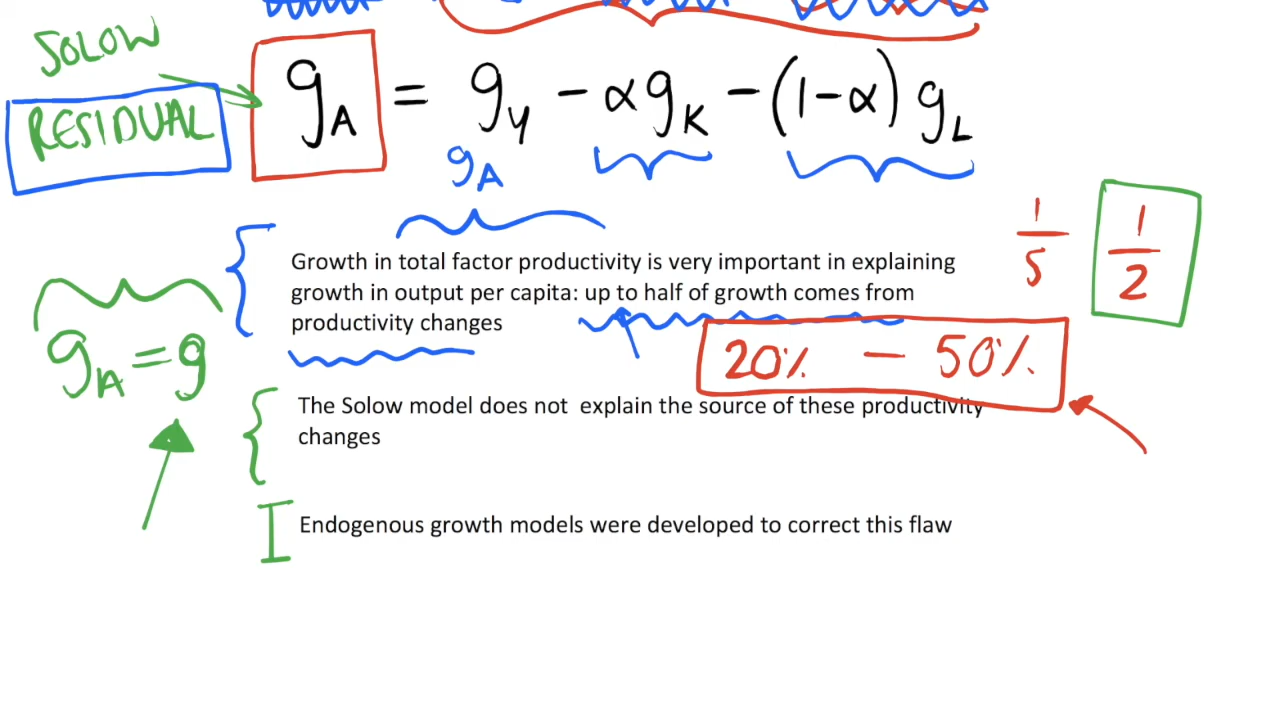 SOLOW
RESIDUAL
gA = gY - αgK - (1-α) gL
gA
1/5 1/2
Growth in total factor productivity is very important in explaining
growth in output per capita: up to half of growth comes from
productivity changes
gA = g
20% - 50%
The Solow model does not explain the source of these productivity
changes
Endogenous growth models were developed to correct this flaw